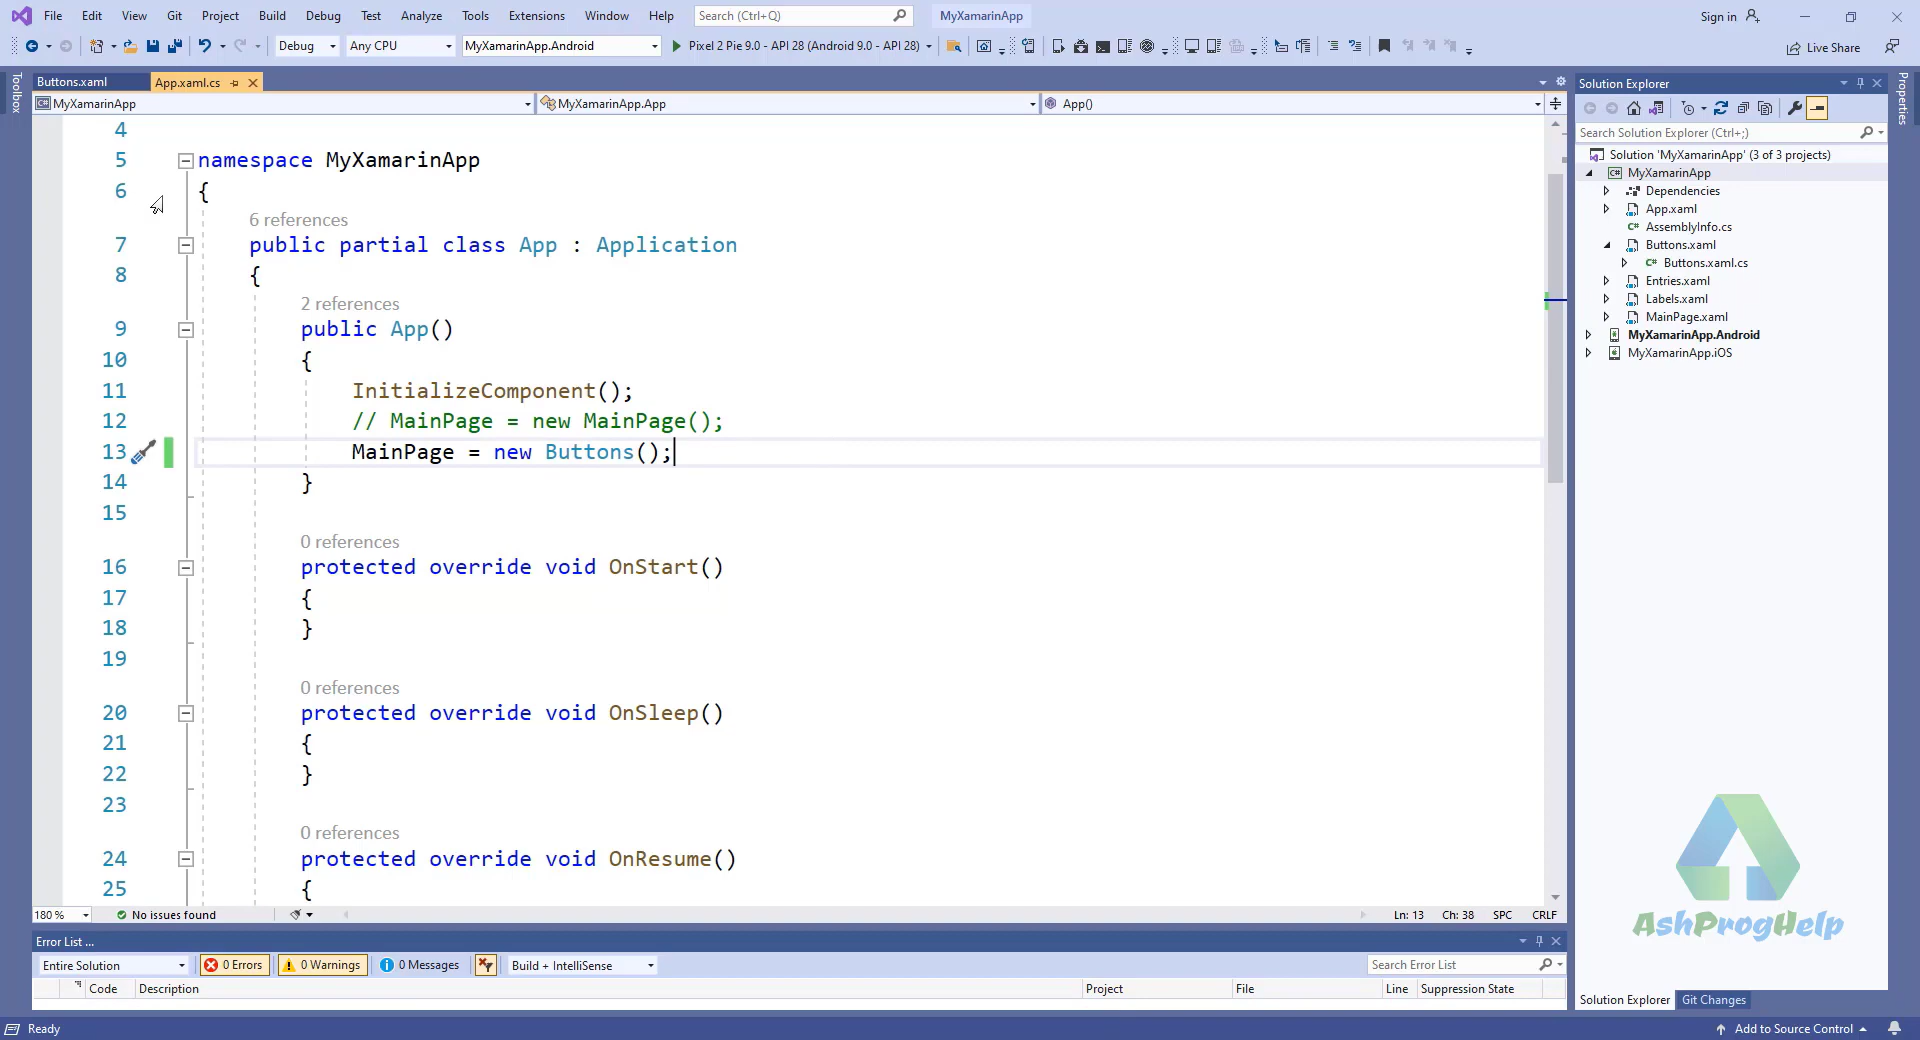 File Edit View Git Project Build Debug Test Analyze Tools Extensions Window Help Search (Ctrl+Q) MyXamarinApp Sign in
Debug Any CPU MyXamarinApp.Android Pixel 2 Pie 9.0 - API 28 (Android 9.0 - API 28) Live Share
Toolbox
Buttons.xaml App.xaml.cs
MyXamarinApp MyXamarinApp.App App()
4
5 namespace MyXamarinApp
6 {
6 references
7 public partial class App : Application
8 {
2 references
9 public App()
10 {
11 InitializeComponent();
12 // MainPage = new MainPage();
13 MainPage = new Buttons();
14 }
15
0 references
16 protected override void OnStart()
17 {
18 }
19
0 references
20 protected override void OnSleep()
21 {
22 }
23
0 references
24 protected override void OnResume()
25 {
180 % No issues found Ln: 13 Ch: 38 SPC CRLF
Error List ...
Entire Solution 0 Errors 0 Warnings 0 Messages Build + IntelliSense Search Error List
Code Description Project File Line Suppression State
Solution Explorer
Search Solution Explorer (Ctrl+;)
Solution 'MyXamarinApp' (3 of 3 projects)
C# MyXamarinApp
Dependencies
App.xaml
C# AssemblyInfo.cs
Buttons.xaml
C# Buttons.xaml.cs
Entries.xaml
Labels.xaml
MainPage.xaml
MyXamarinApp.Android
MyXamarinApp.iOS
AshProgHelp
Solution Explorer Git Changes
Properties
Ready Add to Source Control